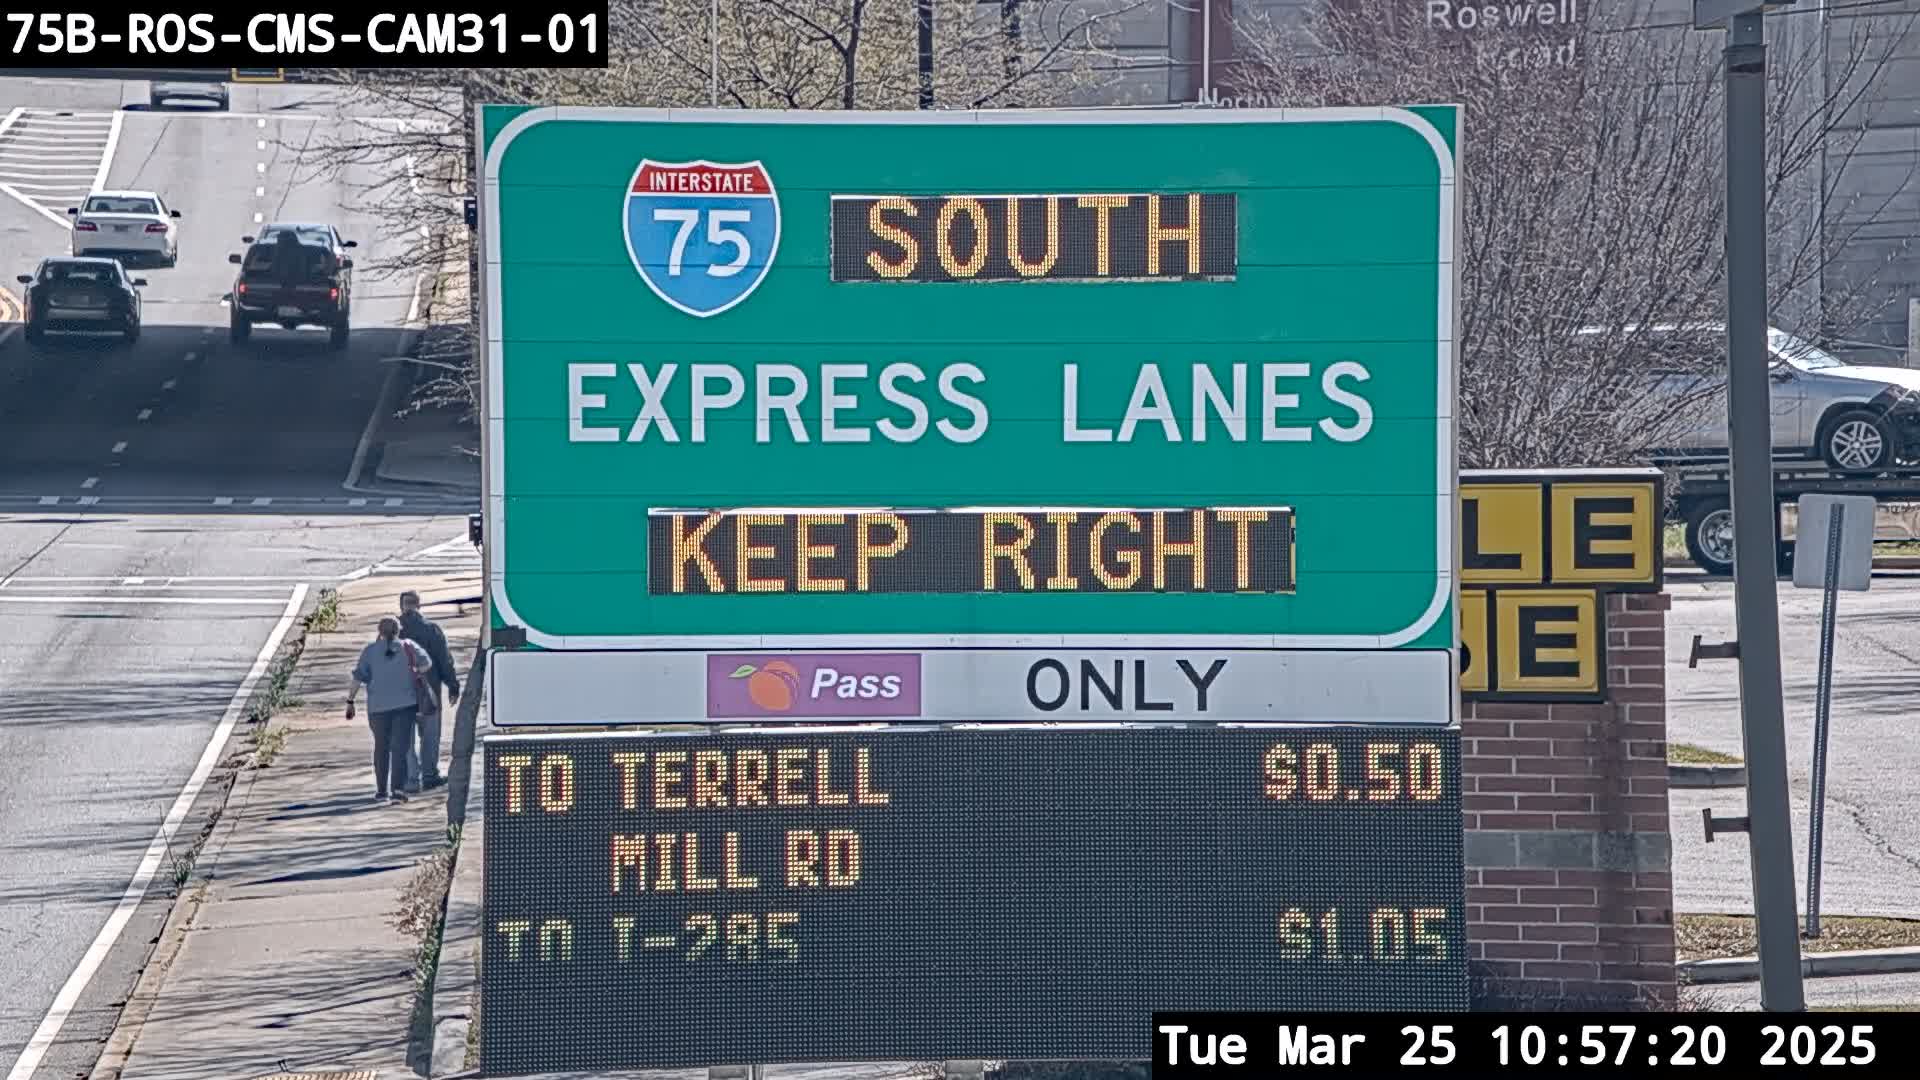 75B-ROS-CMS-CAM31-01
Roswell
Road
INTERSTATE
75
SOUTH
EXPRESS LANES
KEEP RIGHT
Pass ONLY
TO TERRELL $0.50
MILL RD
TO I-285 $1.05
LE
E
Tue Mar 25 10:57:20 2025